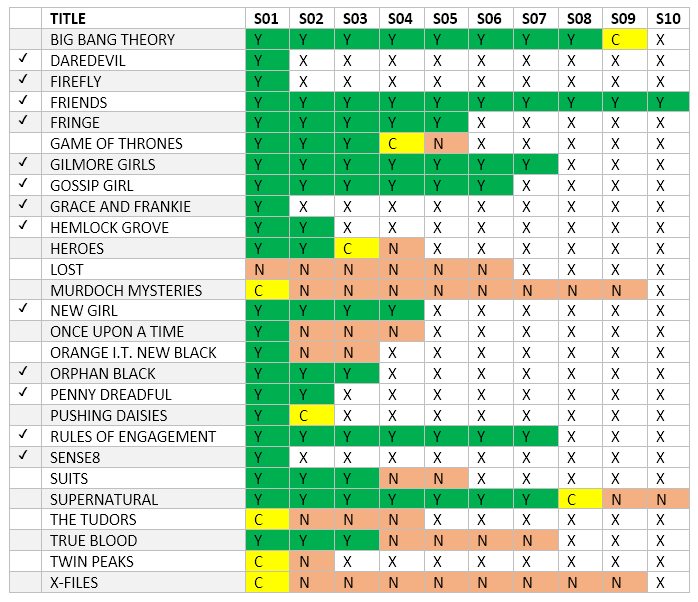 TITLE S01 S02 S03 S04 S05 S06 S07 S08 S09 S10
BIG BANG THEORY Y Y Y Y Y Y Y Y C X
✓ DAREDEVIL Y X X X X X X X X X
✓ FIREFLY Y X X X X X X X X X
✓ FRIENDS Y Y Y Y Y Y Y Y Y Y
✓ FRINGE Y Y Y Y Y X X X X X
GAME OF THRONES Y Y Y C N X X X X X
✓ GILMORE GIRLS Y Y Y Y Y Y Y X X X
✓ GOSSIP GIRL Y Y Y Y Y Y X X X X
✓ GRACE AND FRANKIE Y X X X X X X X X X
✓ HEMLOCK GROVE Y Y X X X X X X X X
HEROES Y Y C N X X X X X X
LOST N N N N N N X X X X
MURDOCH MYSTERIES C N N N N N N N N X
✓ NEW GIRL Y Y Y Y X X X X X X
ONCE UPON A TIME Y N N N X X X X X X
ORANGE I.T. NEW BLACK Y N N X X X X X X X
✓ ORPHAN BLACK Y Y Y X X X X X X X
✓ PENNY DREADFUL Y Y X X X X X X X X
PUSHING DAISIES Y C X X X X X X X X
✓ RULES OF ENGAGEMENT Y Y Y Y Y Y Y X X X
✓ SENSE8 Y X X X X X X X X X
SUITS Y Y Y N N X X X X X
SUPERNATURAL Y Y Y Y Y Y Y C N N
THE TUDORS C N N N X X X X X X
TRUE BLOOD Y Y Y N N N N X X X
TWIN PEAKS C N X X X X X X X X
X-FILES C N N N N N N N N X